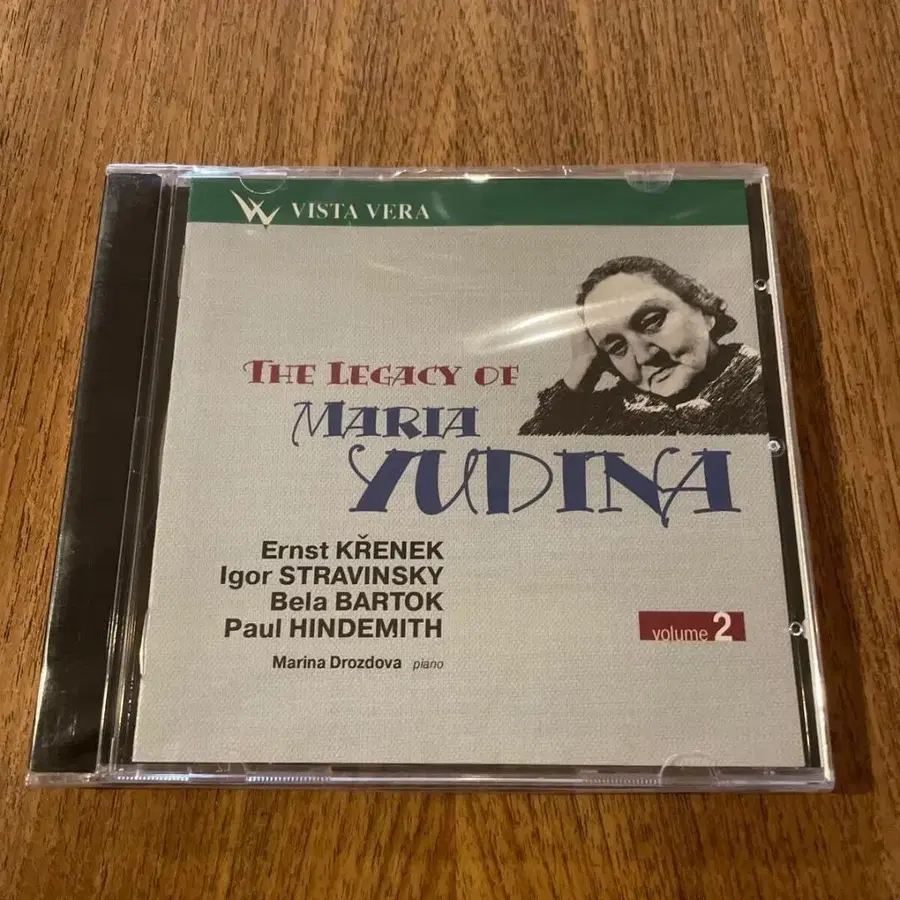 VISTA VERA
THE LEGACY OF
MARIA
YUDINA
Ernst KŘENEK
Igor STRAVINSKY
Bela BARTOK
Paul HINDEMITH
volume 2
Marina Drozdova piano